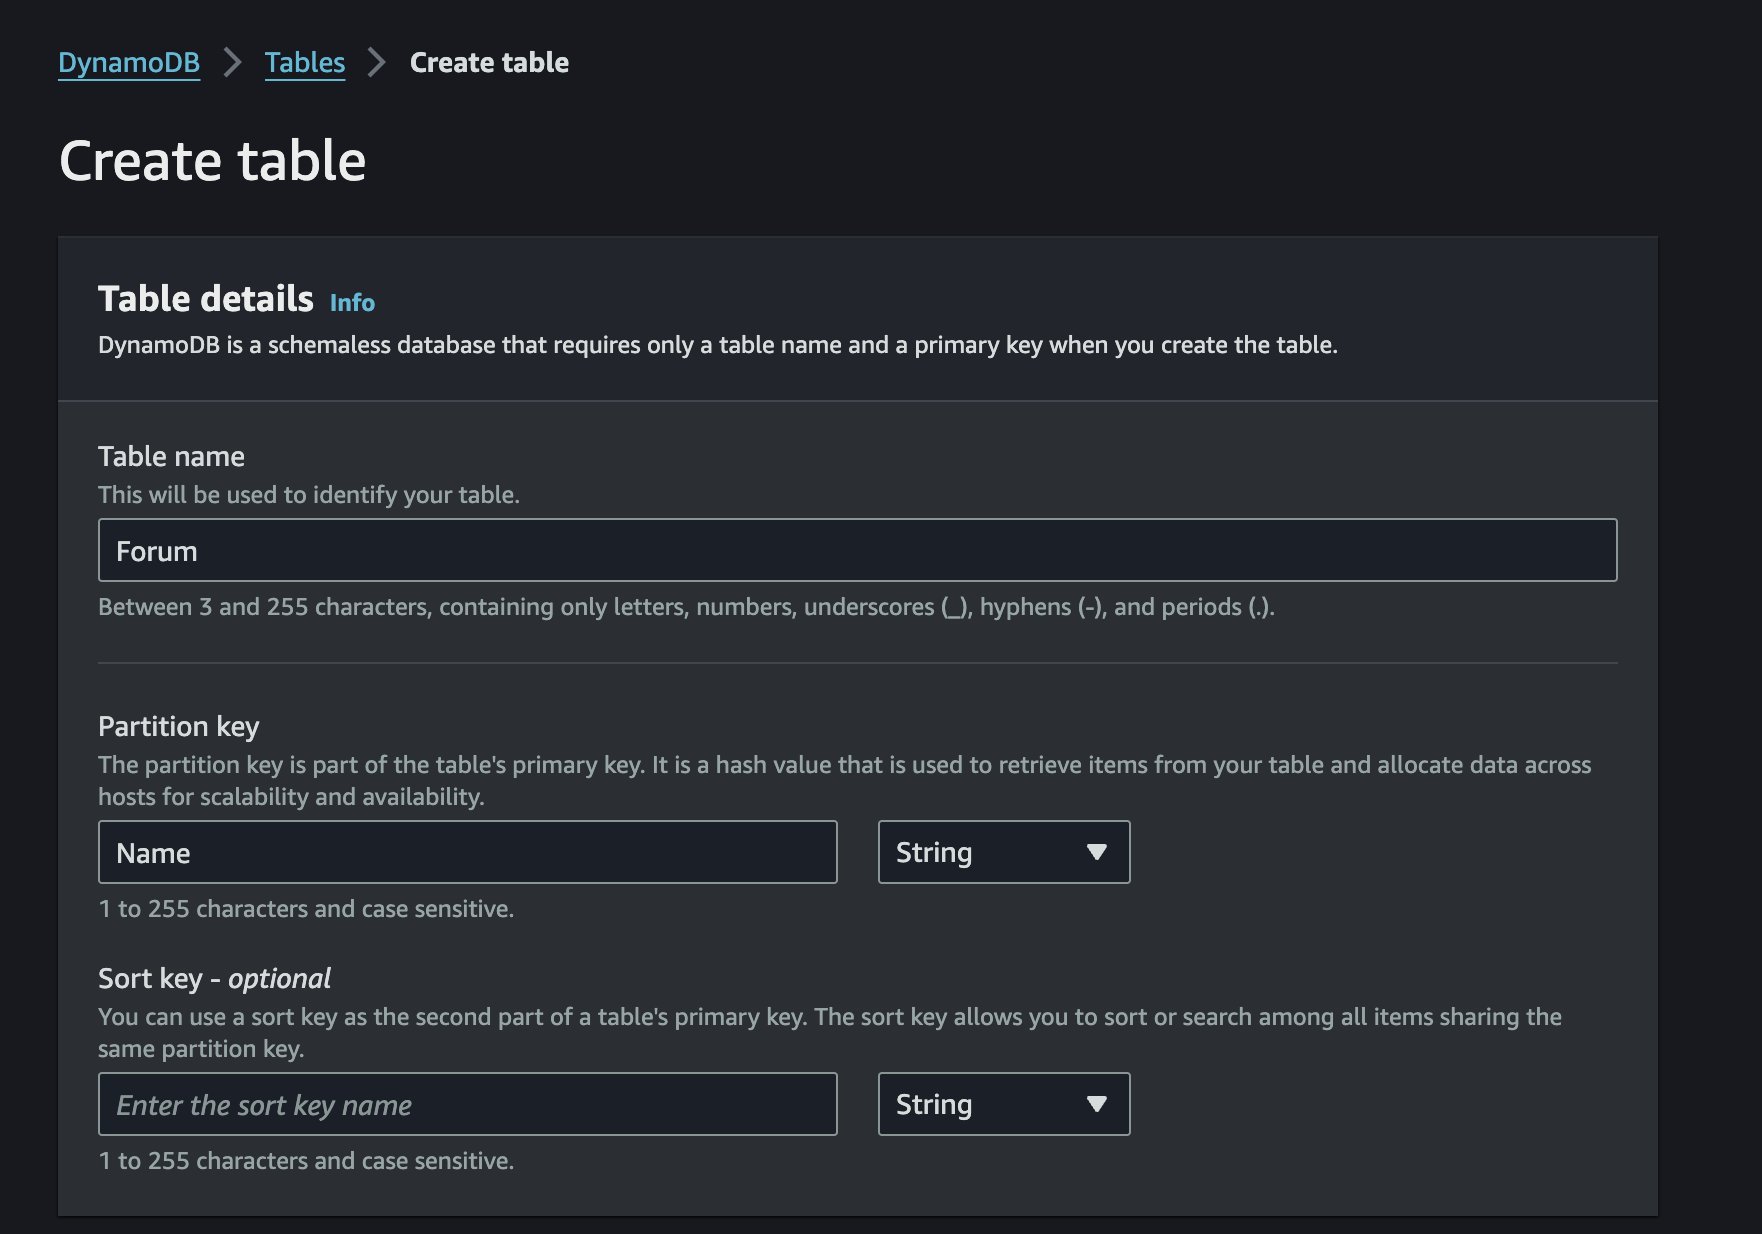 DynamoDB > Tables > Create table
Create table
Table details Info
DynamoDB is a schemaless database that requires only a table name and a primary key when you create the table.
Table name
This will be used to identify your table.
Forum
Between 3 and 255 characters, containing only letters, numbers, underscores (_), hyphens (-), and periods (.).
Partition key
The partition key is part of the table's primary key. It is a hash value that is used to retrieve items from your table and allocate data across
hosts for scalability and availability.
Name String
1 to 255 characters and case sensitive.
Sort key - optional
You can use a sort key as the second part of a table's primary key. The sort key allows you to sort or search among all items sharing the
same partition key.
Enter the sort key name String
1 to 255 characters and case sensitive.